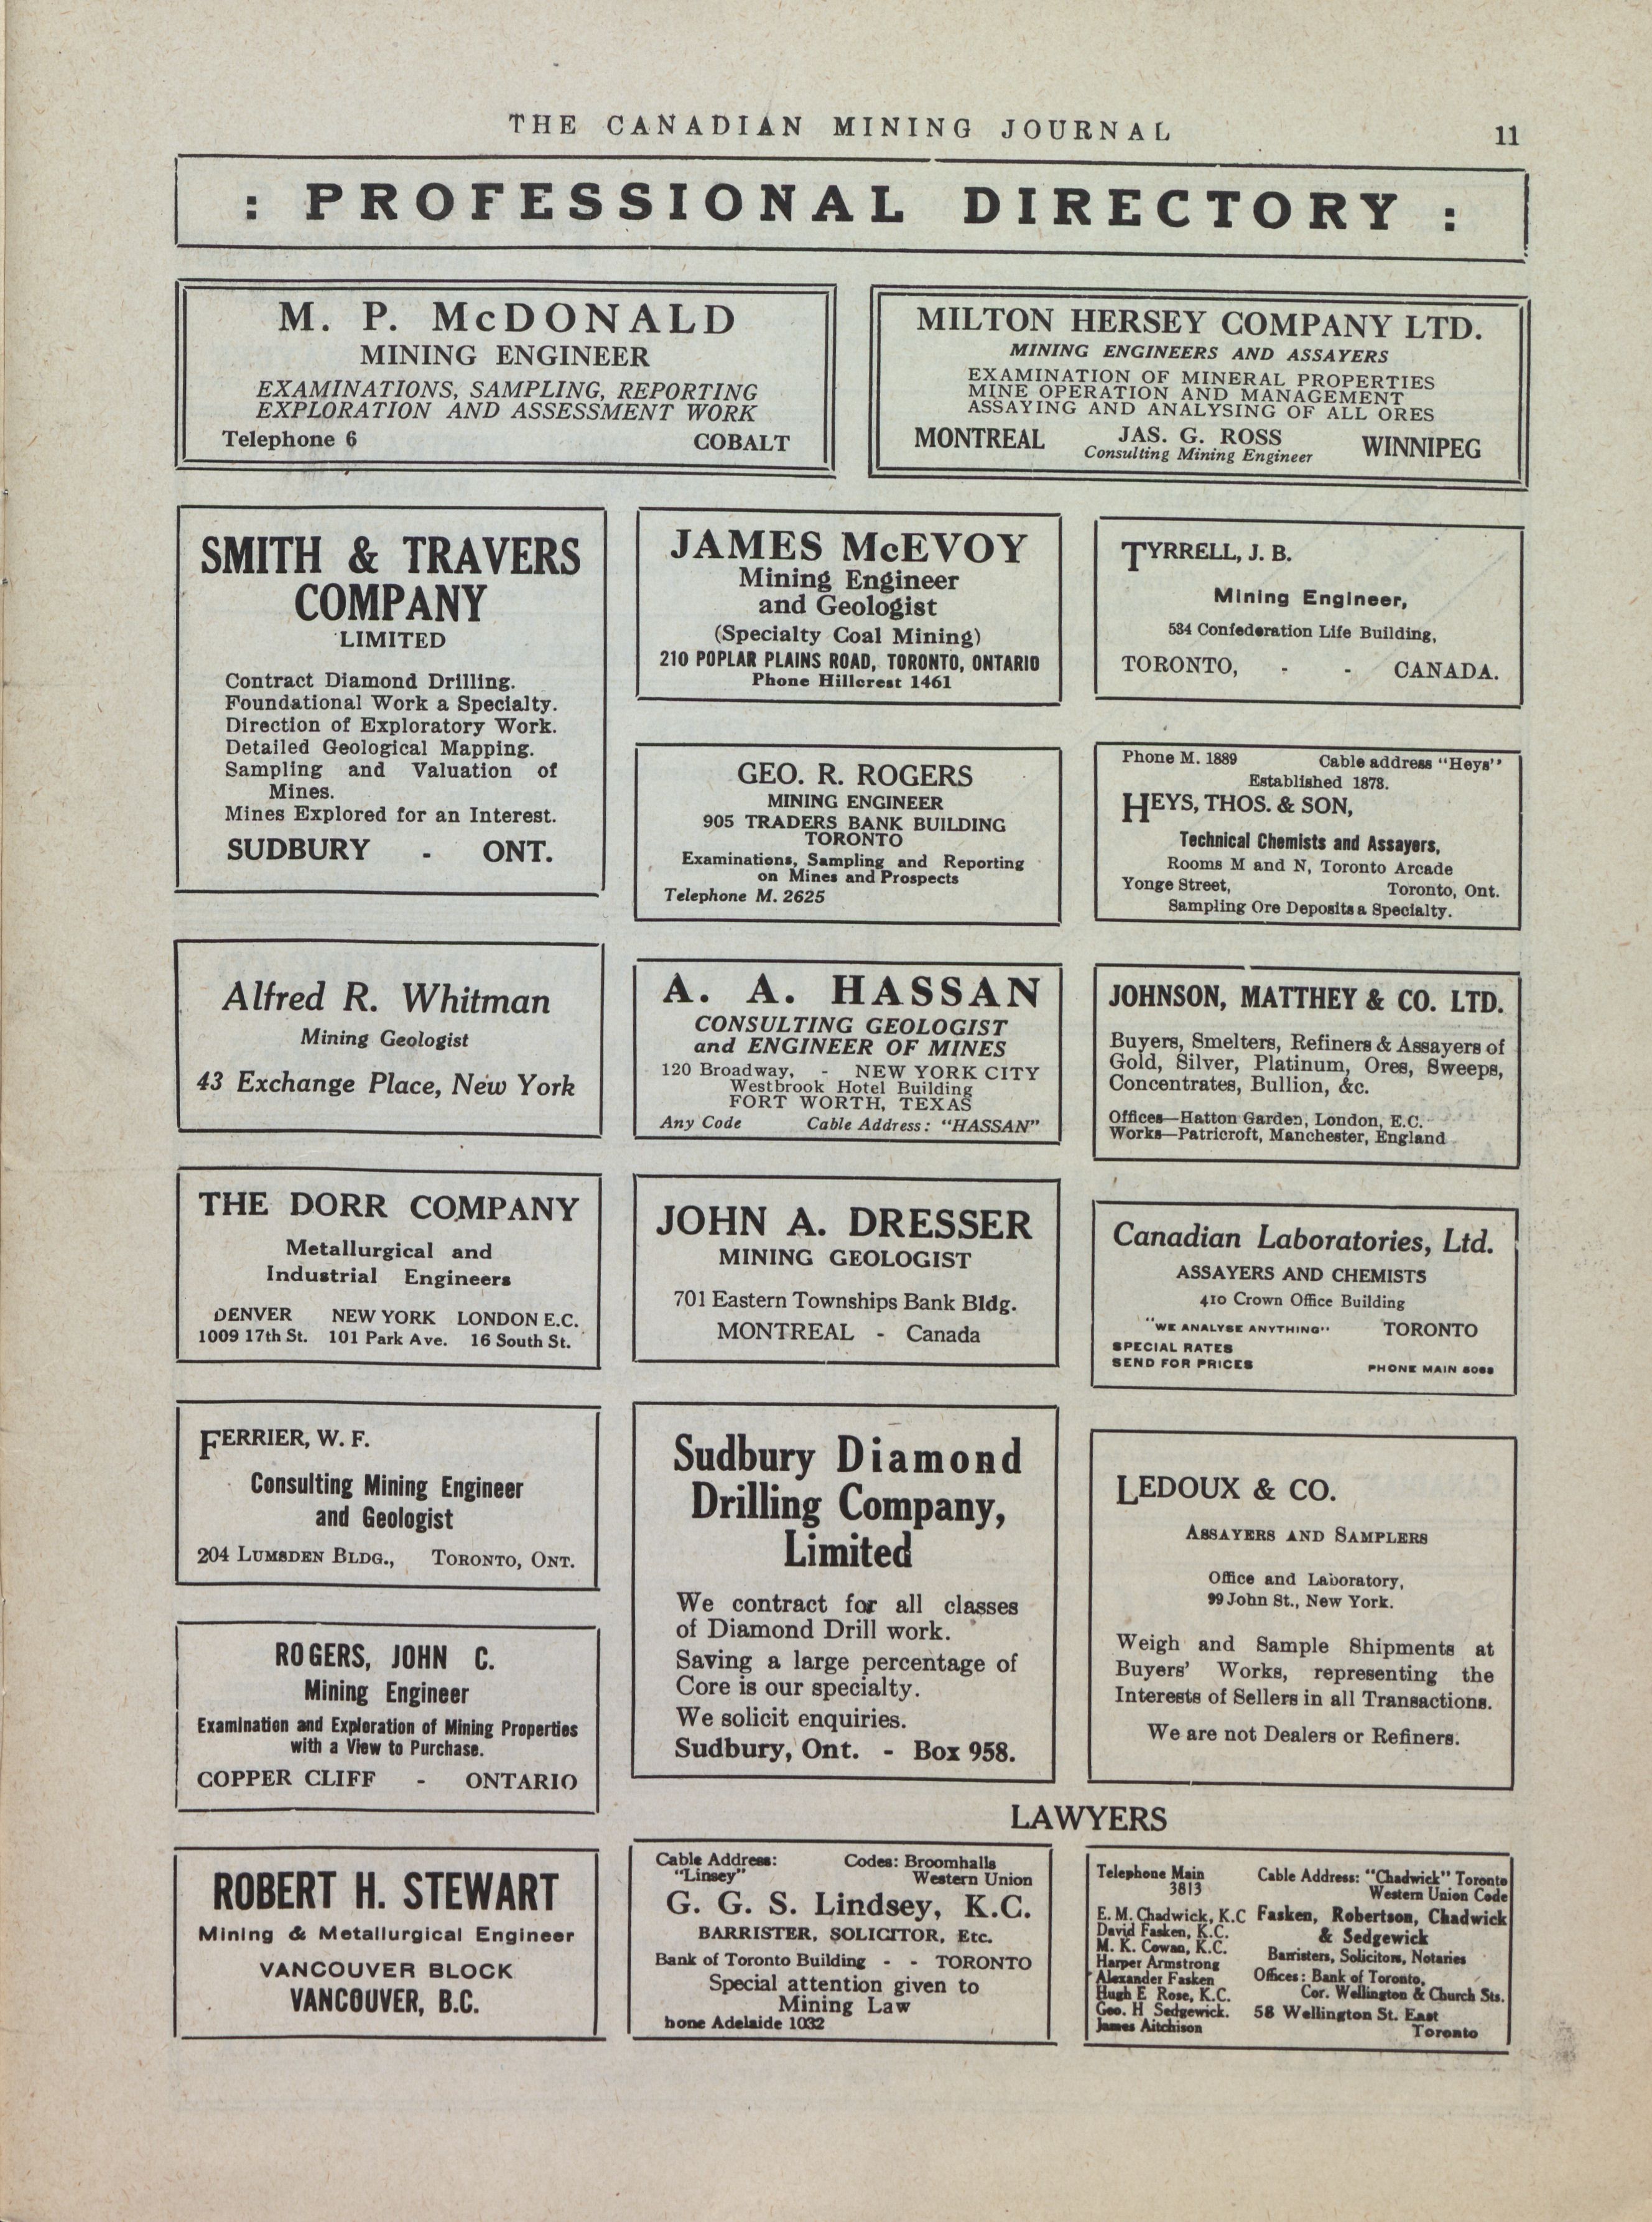 THE CANADIAN MINING JOURNAL 11
: PROFESSIONAL DIRECTORY :
M. P. McDONALD
MINING ENGINEER
EXAMINATIONS, SAMPLING, REPORTING
EXPLORATION AND ASSESSMENT WORK
Telephone 6 COBALT
MILTON HERSEY COMPANY LTD.
MINING ENGINEERS AND ASSAYERS
EXAMINATION OF MINERAL PROPERTIES
MINE OPERATION AND MANAGEMENT
ASSAYING AND ANALYSING OF ALL ORES
MONTREAL JAS. G. ROSS WINNIPEG
Consulting Mining Engineer
SMITH & TRAVERS
COMPANY
LIMITED
Contract Diamond Drilling.
Foundational Work a Specialty.
Direction of Exploratory Work.
Detailed Geological Mapping.
Sampling and Valuation of
Mines.
Mines Explored for an Interest.
SUDBURY - ONT.
JAMES McEVOY
Mining Engineer
and Geologist
(Specialty Coal Mining)
210 POPLAR PLAINS ROAD, TORONTO, ONTARIO
Phone Hillcrest 1461
TYRRELL, J. B.
Mining Engineer,
534 Confederation Life Building,
TORONTO, - - CANADA.
GEO. R. ROGERS
MINING ENGINEER
905 TRADERS BANK BUILDING
TORONTO
Examinations, Sampling and Reporting
on Mines and Prospects
Telephone M. 2625
Phone M. 1889 Cable address "Heys"
Established 1878.
HEYS, THOS. & SON,
Technical Chemists and Assayers,
Rooms M and N, Toronto Arcade
Yonge Street, Toronto, Ont.
Sampling Ore Deposits a Specialty.
Alfred R. Whitman
Mining Geologist
43 Exchange Place, New York
A. A. HASSAN
CONSULTING GEOLOGIST
and ENGINEER OF MINES
120 Broadway, - NEW YORK CITY
Westbrook Hotel Building
FORT WORTH, TEXAS
Any Code Cable Address: "HASSAN"
JOHNSON, MATTHEY & CO. LTD.
Buyers, Smelters, Refiners & Assayers of
Gold, Silver, Platinum, Ores, Sweeps,
Concentrates, Bullion, &c.
Offices—Hatton Garden, London, E.C.
Works—Patricroft, Manchester, England
THE DORR COMPANY
Metallurgical and
Industrial Engineers
DENVER NEW YORK LONDON E.C.
1009 17th St. 101 Park Ave. 16 South St.
JOHN A. DRESSER
MINING GEOLOGIST
701 Eastern Townships Bank Bldg.
MONTREAL - Canada
Canadian Laboratories, Ltd.
ASSAYERS AND CHEMISTS
410 Crown Office Building
"WE ANALYSE ANYTHING" TORONTO
SPECIAL RATES
SEND FOR PRICES PHONE MAIN
FERRIER, W. F.
Consulting Mining Engineer
and Geologist
204 LUMSDEN BLDG., TORONTO, ONT.
Sudbury Diamond
Drilling Company,
Limited
We contract for all classes
of Diamond Drill work.
Saving a large percentage of
Core is our specialty.
We solicit enquiries.
Sudbury, Ont. - Box 958.
LEDOUX & CO.
ASSAYERS AND SAMPLERS
Office and Laboratory,
99 John St., New York.
Weigh and Sample Shipments at
Buyers' Works, representing the
Interests of Sellers in all Transactions.
We are not Dealers or Refiners.
ROGERS, JOHN C.
Mining Engineer
Examination and Exploration of Mining Properties
with a View to Purchase.
COPPER CLIFF - ONTARIO
LAWYERS
ROBERT H. STEWART
Mining & Metallurgical Engineer
VANCOUVER BLOCK
VANCOUVER, B.C.
Cable Address: Codes: Broomhalls
"Linsey" Western Union
G. G. S. Lindsey, K.C.
BARRISTER, SOLICITOR, Etc.
Bank of Toronto Building - - TORONTO
Special attention given to
Mining Law
hone Adelaide 1032
Telephone Main
3813
E. M. Chadwick, K.C
David Fasken, K.C.
M. K. Cowan, K.C.
Harper Armstrong
Alexander Fasken
Hugh E Rose, K.C.
Geo. H Sedgewick.
James Aitchison
Cable Address: "Chadwick" Toronto
Western Union Code
Fasken, Robertson, Chadwick
& Sedgewick
Barristers, Solicitors, Notaries
Offices: Bank of Toronto,
Cor. Wellington & Church Sts.
58 Wellington St. East
Toronto